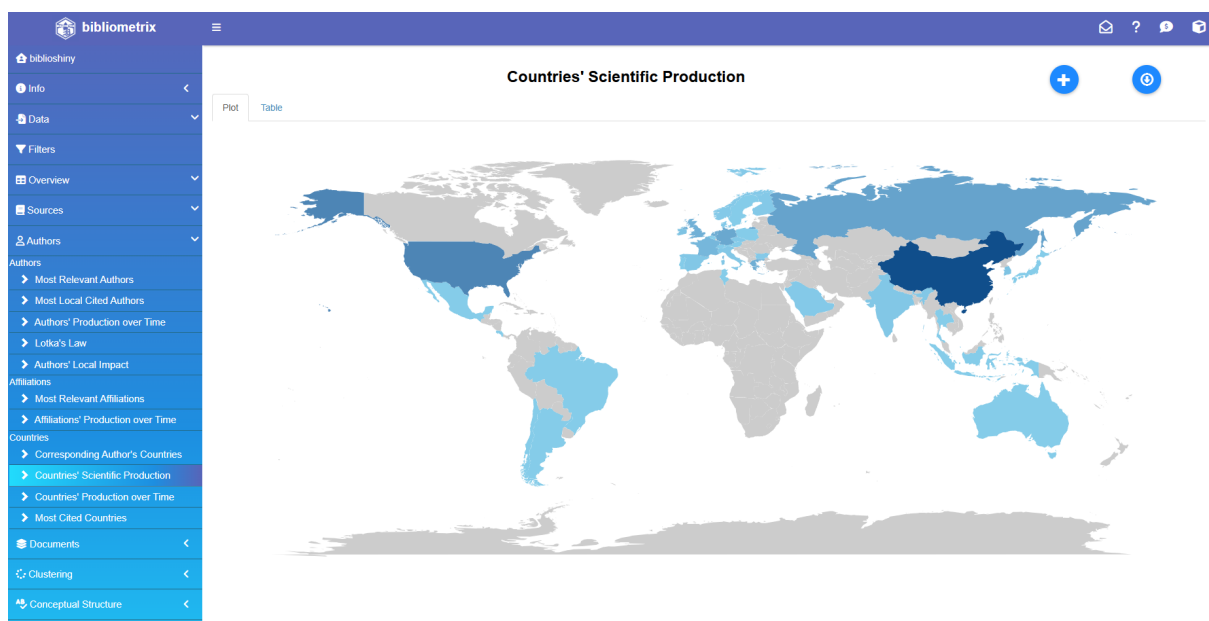 bibliometrix
?
biblioshiny
Info
Data
Filters
Overview
Sources
Authors
Authors
Most Relevant Authors
Most Local Cited Authors
Authors' Production over Time
Lotka's Law
Authors' Local Impact
Affiliations
Most Relevant Affiliations
Affiliations' Production over Time
Countries
Corresponding Author's Countries
Countries' Scientific Production
Countries' Production over Time
Most Cited Countries
Documents
Clustering
Conceptual Structure
Countries' Scientific Production
Plot Table